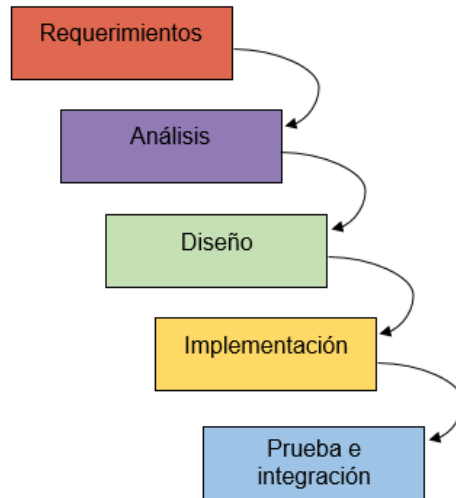 Requerimientos
Análisis
Diseño
Implementación
Prueba e
integración